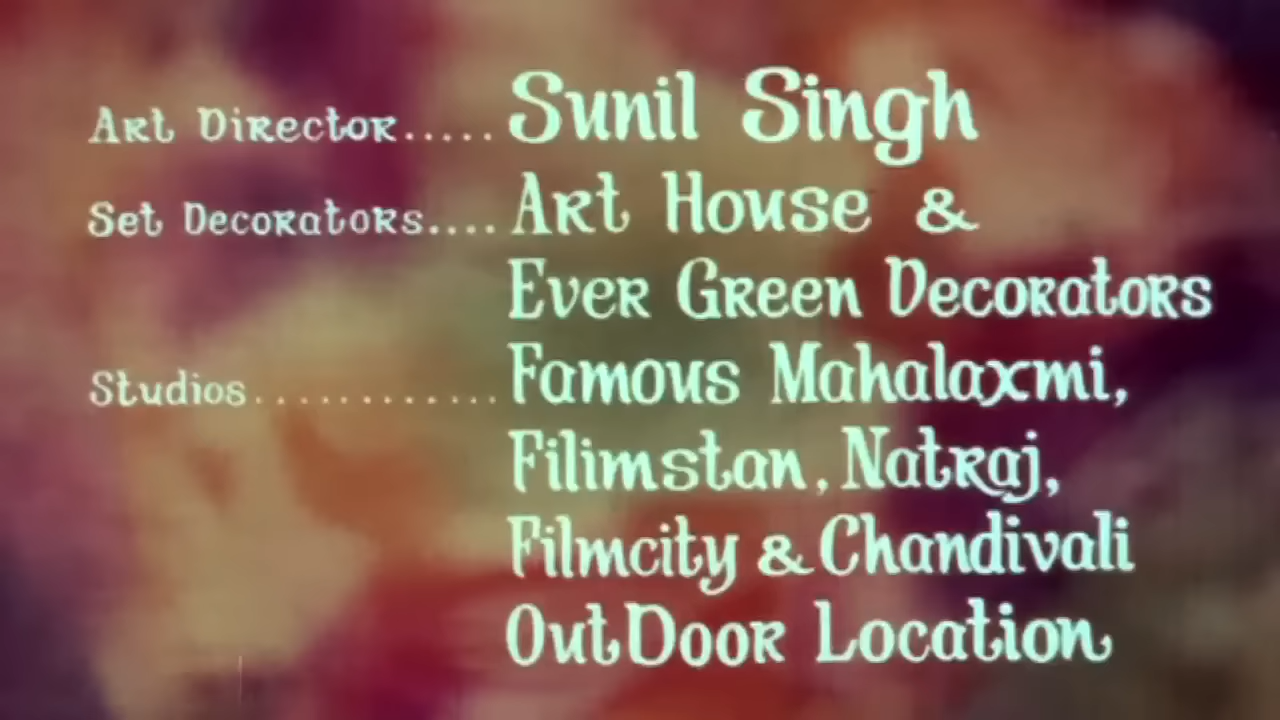 Art Director..... Sunil Singh
Set Decorators.... Art House &
Ever Green Decorators
Studios............. Famous Mahalaxmi,
Filimstan, Natraj,
Filmcity & Chandivali
OutDoor Location